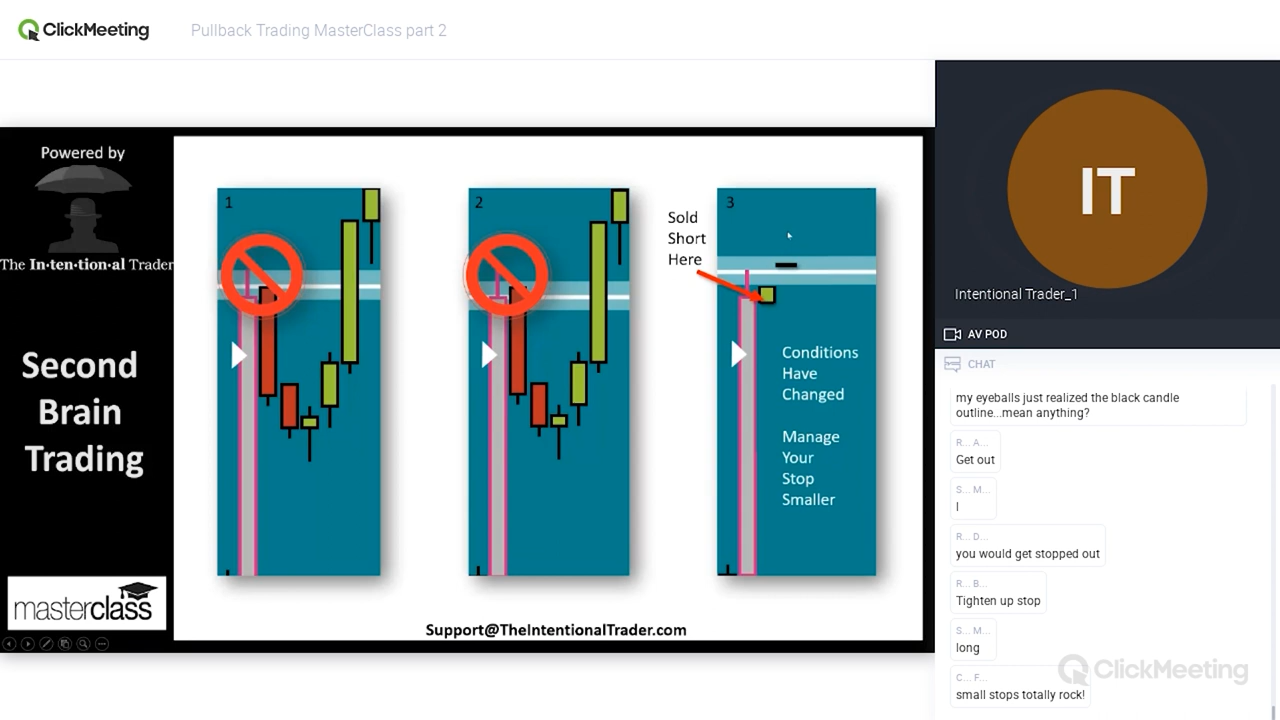 ClickMeeting
Pullback Trading MasterClass part 2
Powered by
The In·ten·tion·al Trader
Second
Brain
Trading
masterclass
1
2
Sold
Short
Here
3
Conditions
Have
Changed
Manage
Your
Stop
Smaller
Support@TheIntentionalTrader.com
IT
Intentional Trader_1
AV POD
CHAT
my eyeballs just realized the black candle
outline...mean anything?
R... A...
Get out
S... M...
I
R... D...
you would get stopped out
R... B...
Tighten up stop
S... M...
long
C... F...
small stops totally rock!
ClickMeeting